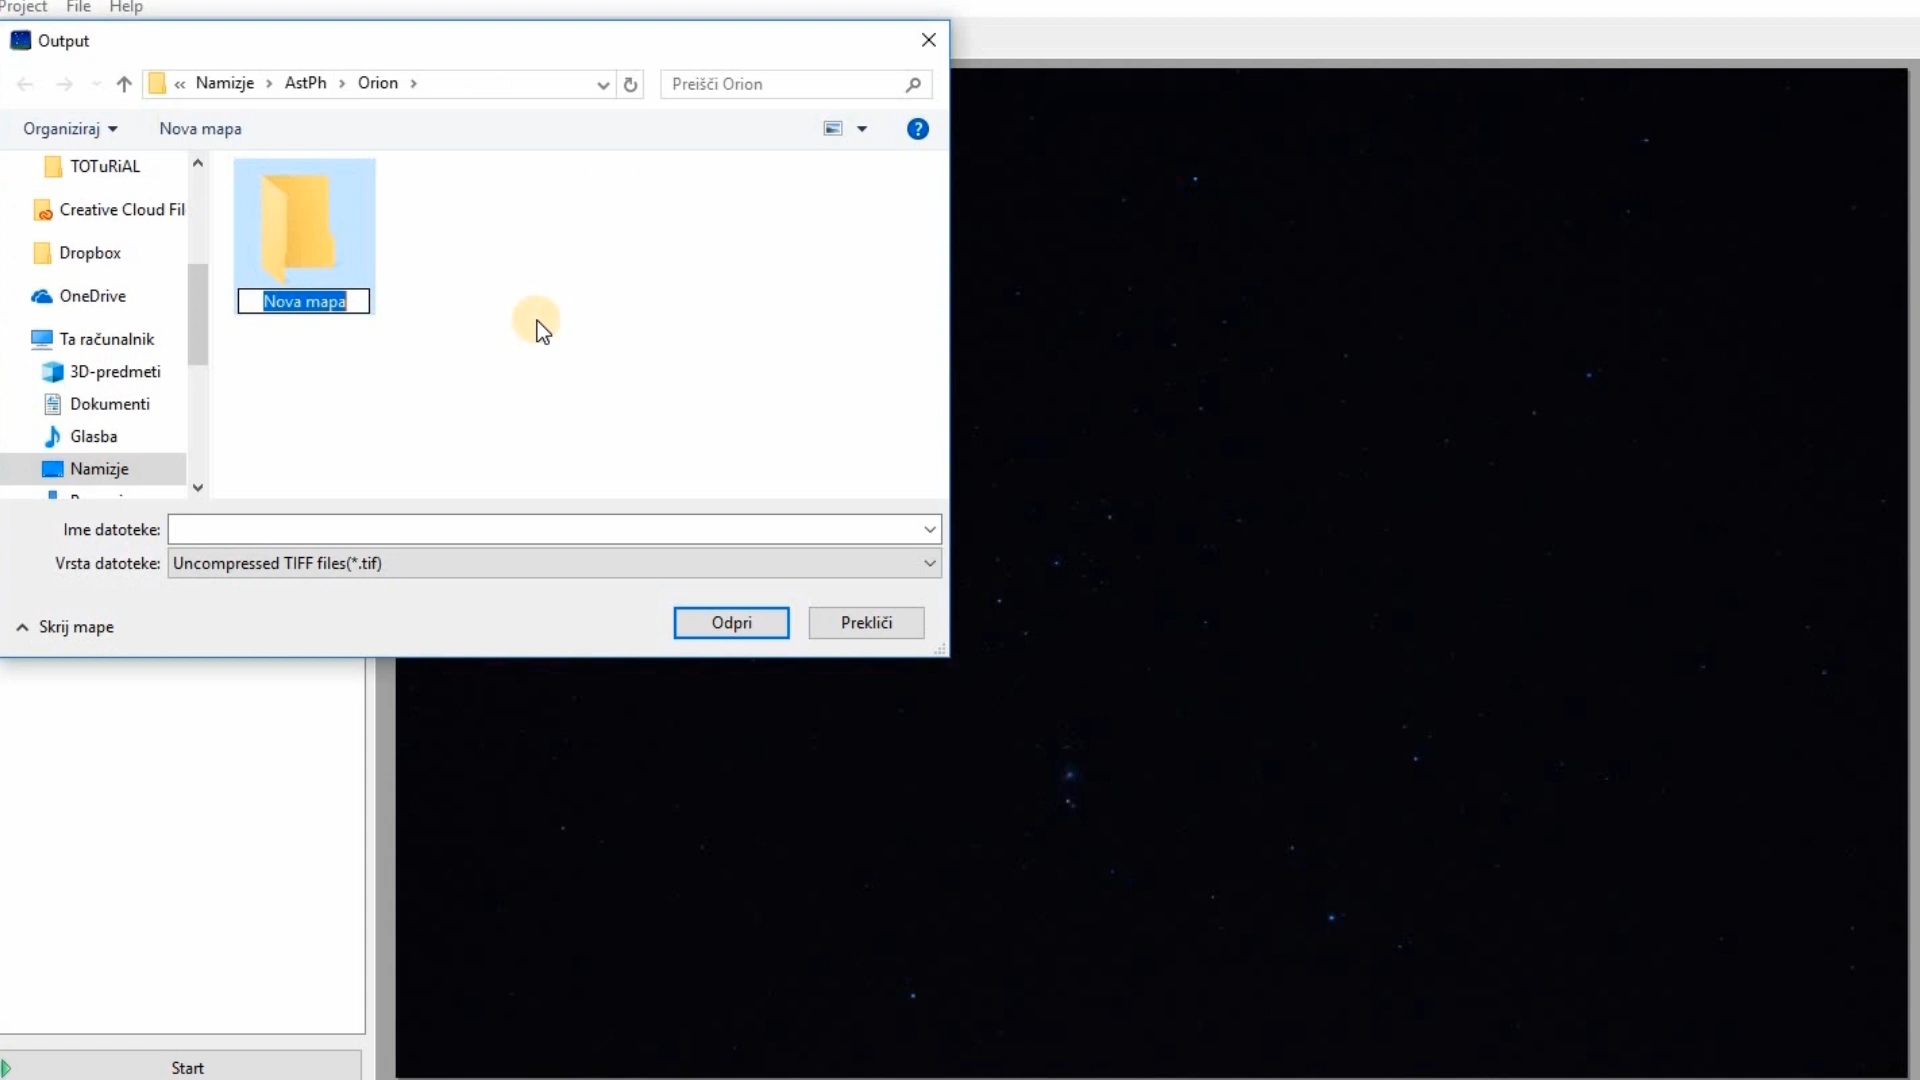 Project File Help
Output
« Namizje › AstPh › Orion ›
Preišči Orion
Organiziraj
Nova mapa
?
TOTuRiAL
Creative Cloud Fil
Dropbox
OneDrive
Ta računalnik
3D-predmeti
Dokumenti
Glasba
Namizje
Nova mapa
Ime datoteke:
Vrsta datoteke: Uncompressed TIFF files(*.tif)
Skrij mape
Odpri
Prekliči
Start